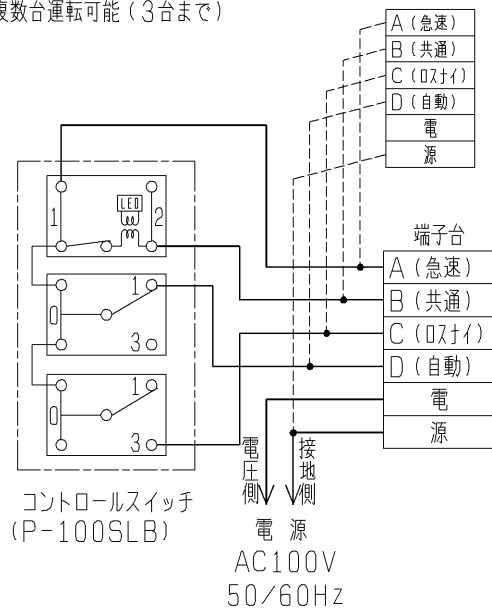 複数台運転可能(3台まで)
A(急速)
B(共通)
C(ロスナイ)
D(自動)
電
源
LED
1
2
端子台
A(急速)
B(共通)
C(ロスナイ)
D(自動)
電
源
0
1
3
0
1
3
電圧側
接地側
コントロールスイッチ
(P-100SLB)
電 源
AC100V
50/60Hz